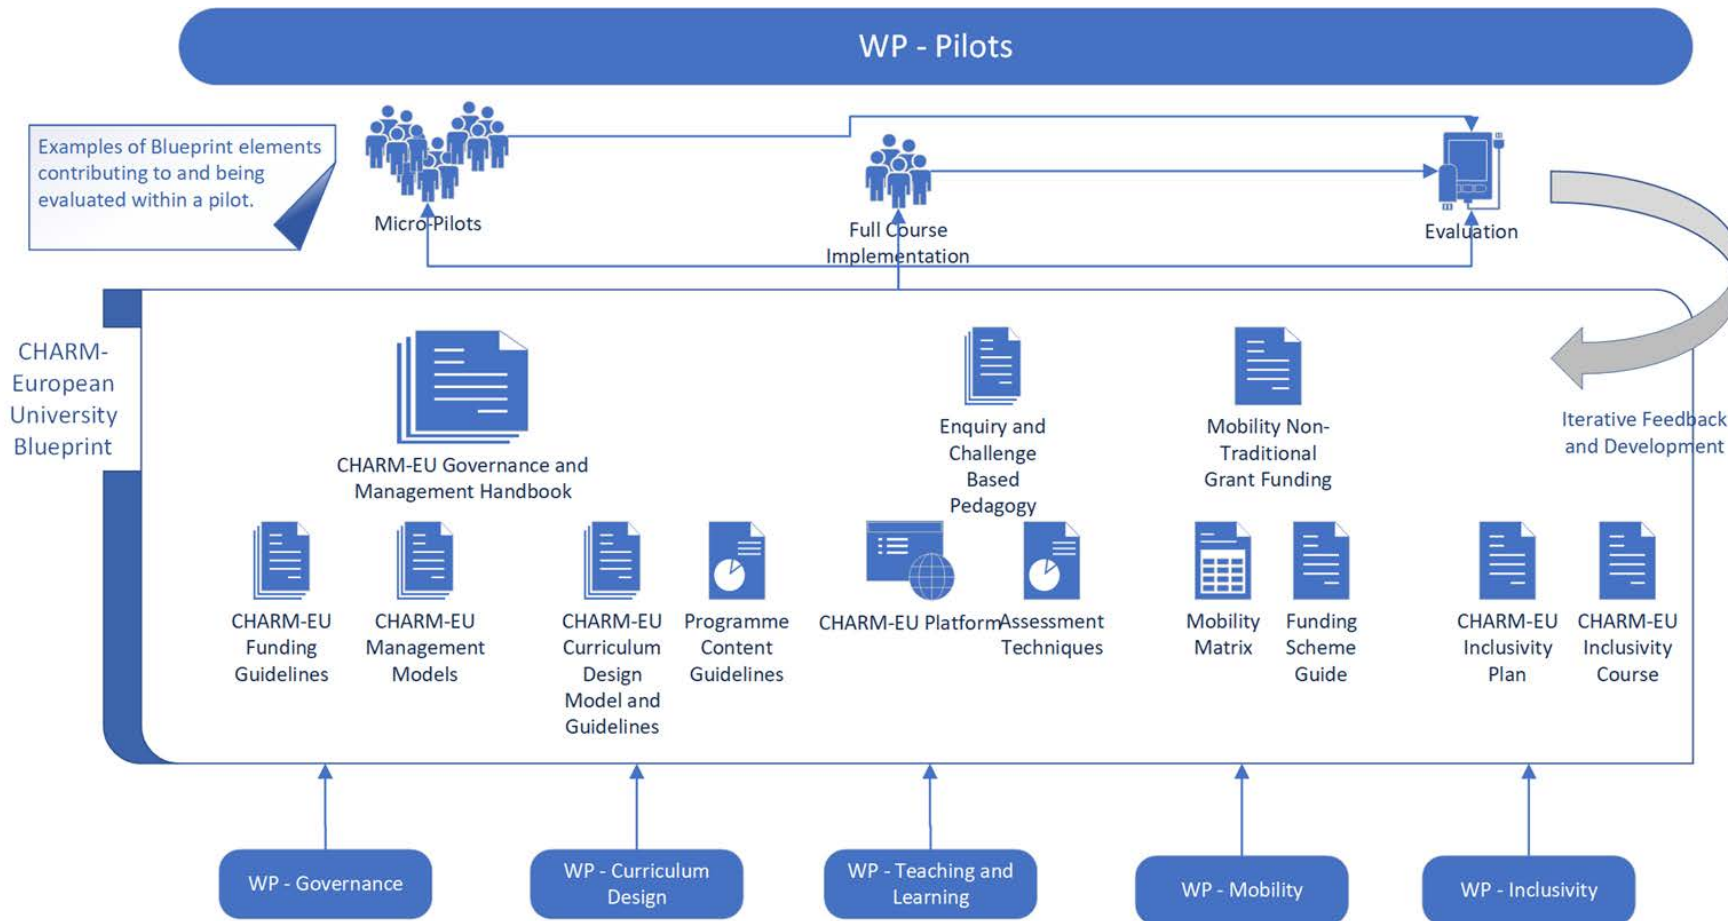 WP - Pilots
Examples of Blueprint elements
contributing to and being
evaluated within a pilot.
Micro-Pilots
Full Course
Implementation
Evaluation
CHARM-
European
University
Blueprint
CHARM-EU Governance and
Management Handbook
Enquiry and
Challenge
Based
Pedagogy
Mobility Non-
Traditional
Grant Funding
Iterative Feedback
and Development
CHARM-EU
Funding
Guidelines
CHARM-EU
Management
Models
CHARM-EU
Curriculum
Design
Model and
Guidelines
Programme
Content
Guidelines
CHARM-EU Platform
Assessment
Techniques
Mobility
Matrix
Funding
Scheme
Guide
CHARM-EU
Inclusivity
Plan
CHARM-EU
Inclusivity
Course
WP - Governance
WP - Curriculum
Design
WP - Teaching and
Learning
WP - Mobility
WP - Inclusivity